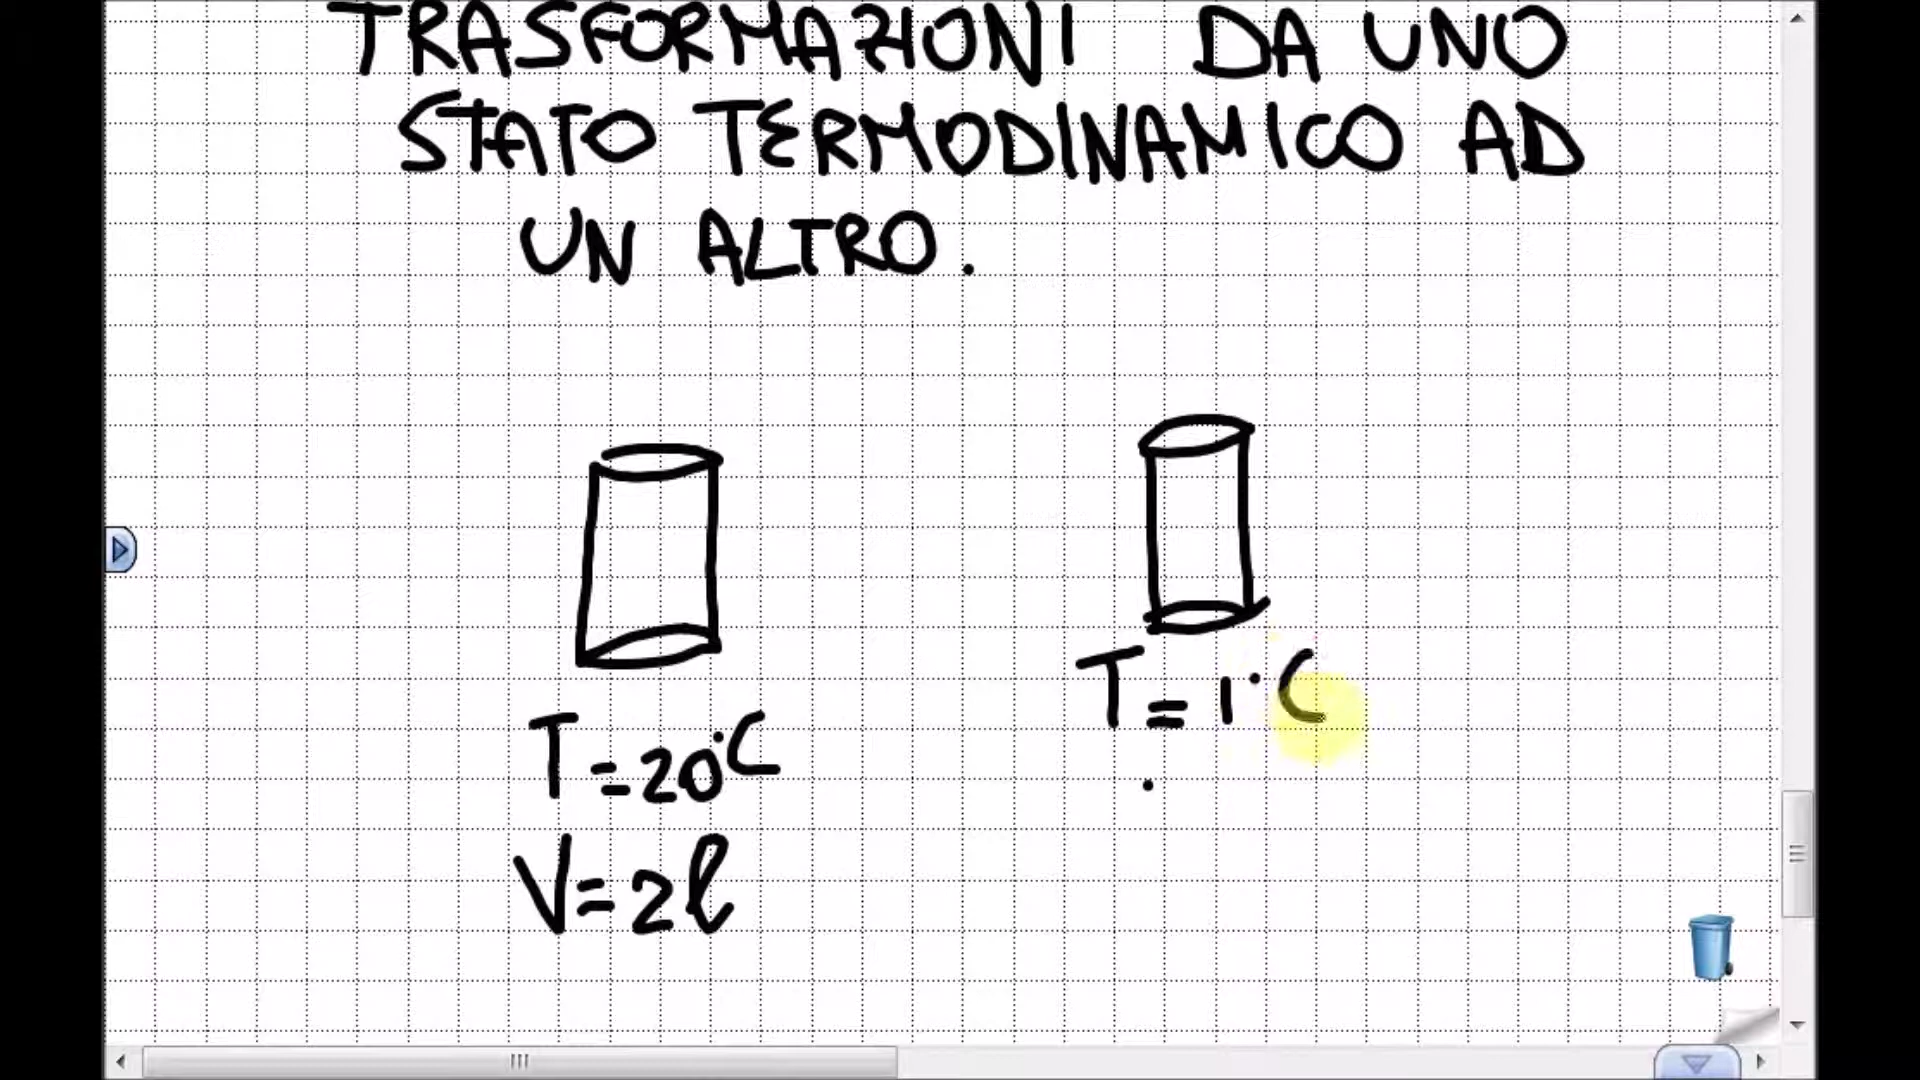 TRASFORMAZIONI DA UNO
STATO TERMODINAMICO AD
UN ALTRO.
T=20°C
V=2l
T=1°C